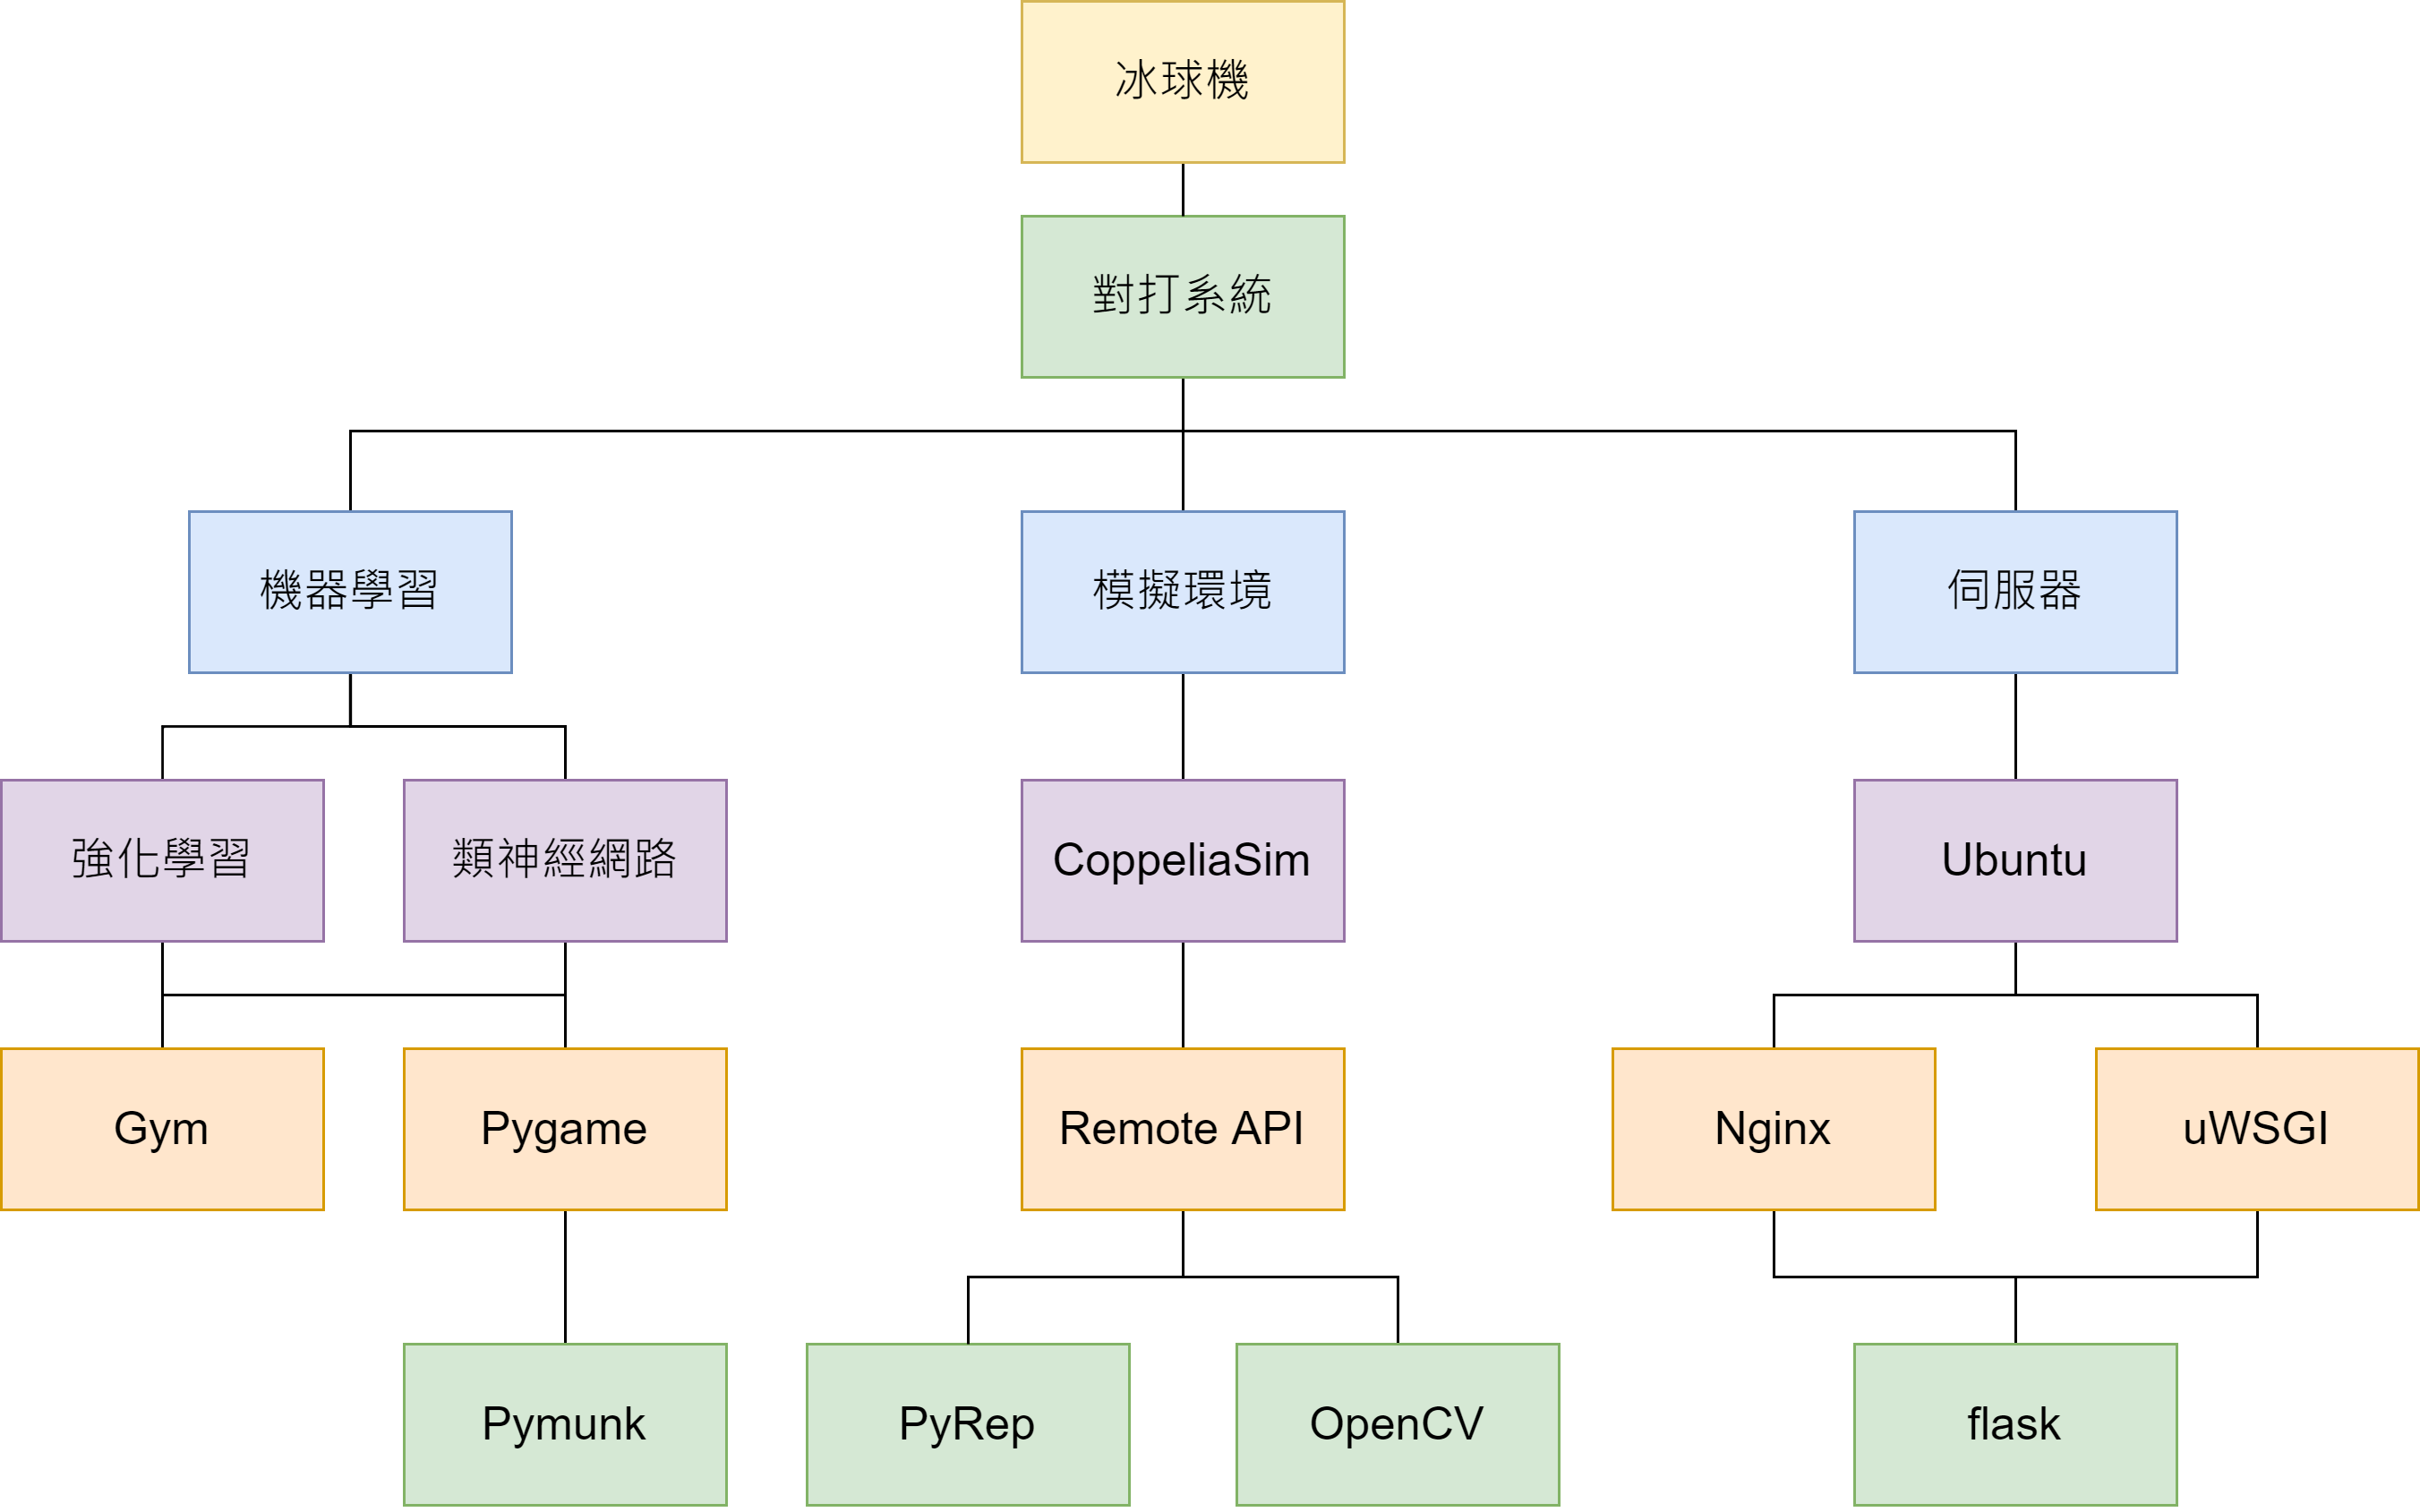 冰球機
對打系統
機器學習
模擬環境
伺服器
強化學習
類神經網路
CoppeliaSim
Ubuntu
Gym
Pygame
Remote API
Nginx
uWSGI
Pymunk
PyRep
OpenCV
flask